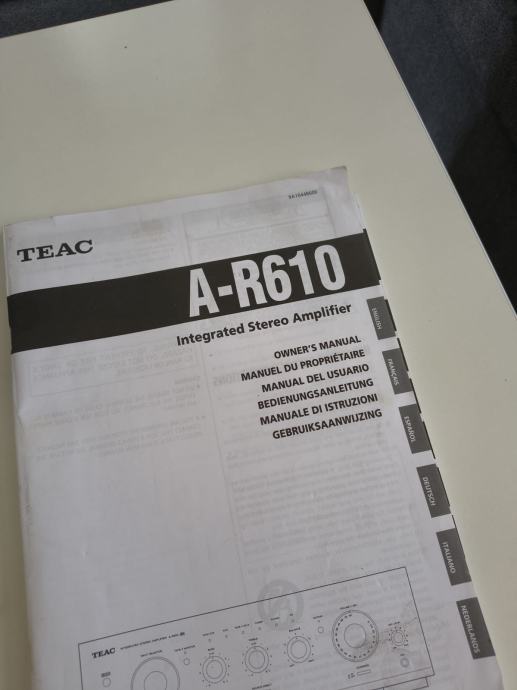 9A10446600
TEAC
A-R610
Integrated Stereo Amplifier
OWNER'S MANUAL
MANUEL DU PROPRIÉTAIRE
MANUAL DEL USUARIO
BEDIENUNGSANLEITUNG
MANUALE DI ISTRUZIONI
GEBRUIKSAANWIJZING
ENGLISH
FRANÇAIS
ESPAÑOL
DEUTSCH
ITALIANO
NEDERLANDS
TEAC